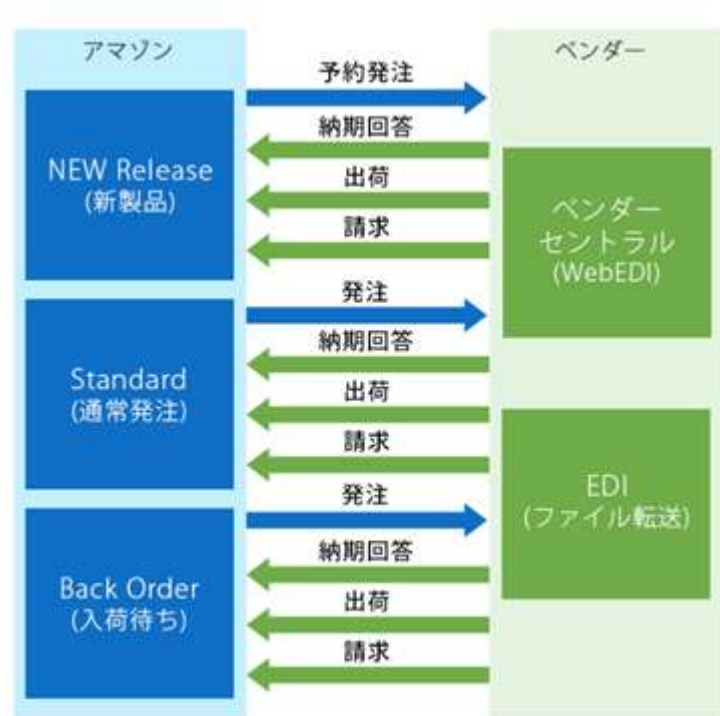 アマゾン
ベンダー
予約発注
納期回答
出荷
請求
発注
納期回答
出荷
請求
発注
納期回答
出荷
請求
NEW Release
(新製品)
Standard
(通常発注)
Back Order
(入荷待ち)
ベンダー
セントラル
(WebEDI)
EDI
(ファイル転送)